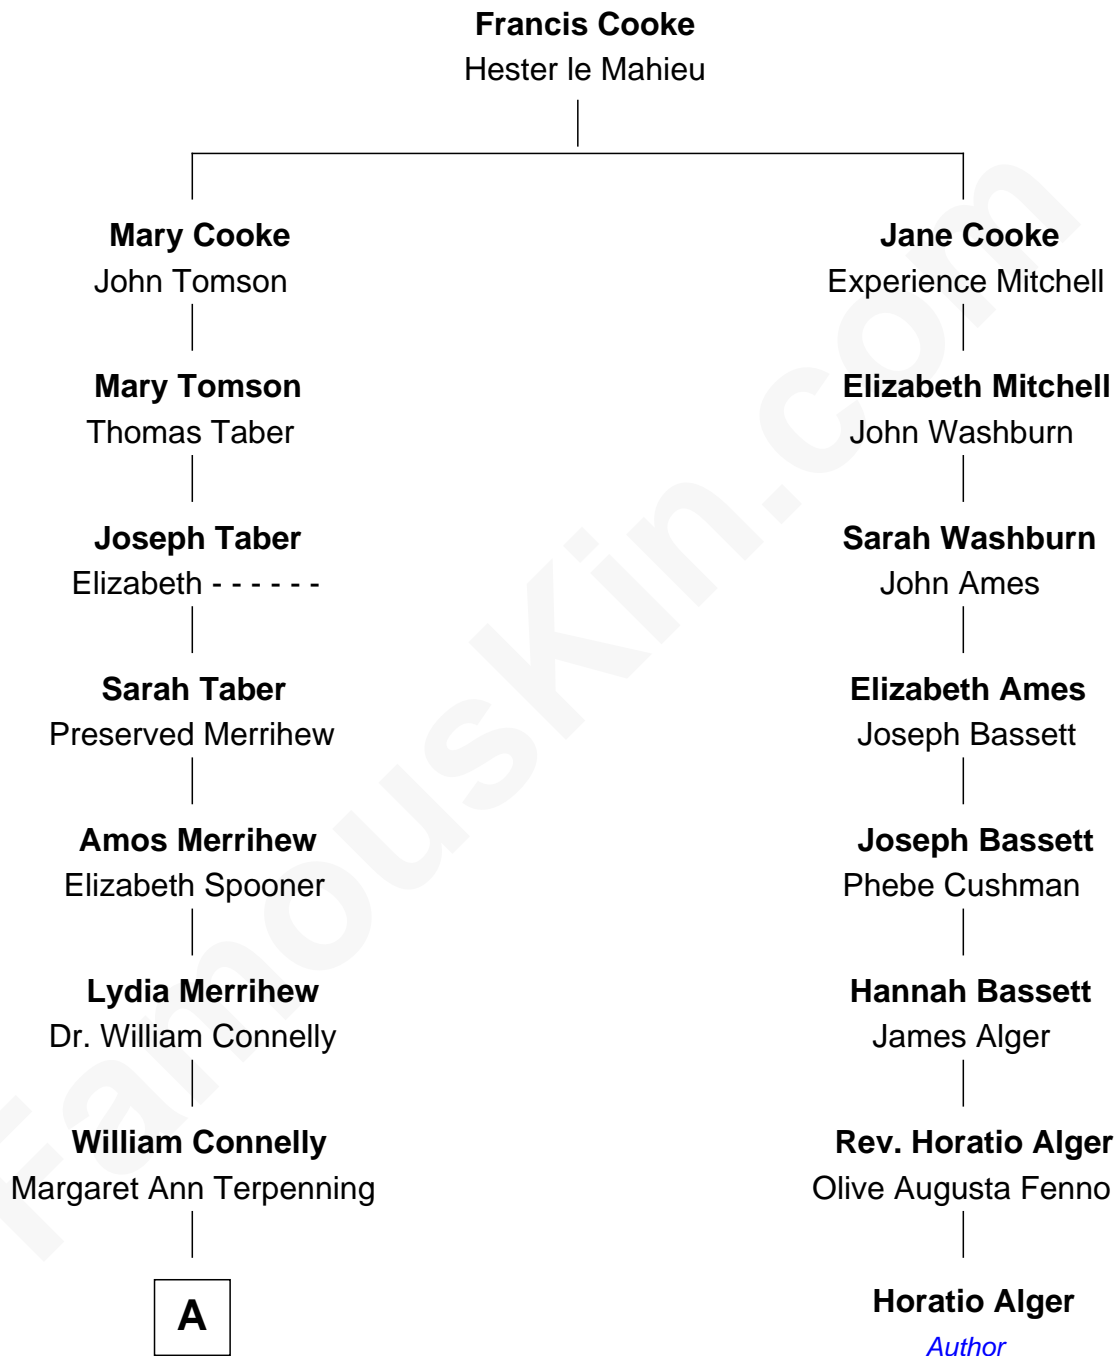 Francis Cooke
Hester le Mahieu
Mary Cooke
John Tomson
Jane Cooke
Experience Mitchell
Mary Tomson
Thomas Taber
Elizabeth Mitchell
John Washburn
Joseph Taber
Elizabeth - - - - - -
Sarah Washburn
John Ames
Sarah Taber
Preserved Merrihew
Elizabeth Ames
Joseph Bassett
Amos Merrihew
Elizabeth Spooner
Joseph Bassett
Phebe Cushman
Lydia Merrihew
Dr. William Connelly
Hannah Bassett
James Alger
William Connelly
Margaret Ann Terpenning
Rev. Horatio Alger
Olive Augusta Fenno
A
Horatio Alger
Author
FamousKin.com